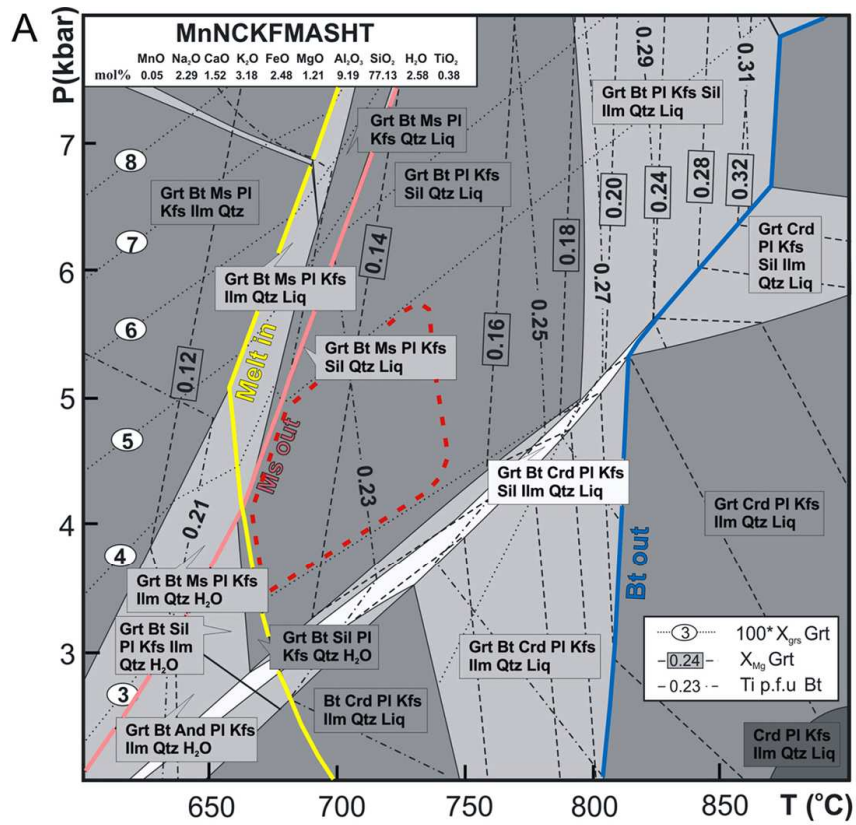 A
P(kbar)
MnNCKFMASHT
MnO Na₂O CaO K₂O FeO MgO Al₂O₃ SiO₂ H₂O TiO₂
mol% 0.05 2.29 1.52 3.18 2.48 1.21 9.19 77.13 2.58 0.38
Grt Bt Ms Pl
Kfs Qtz Liq
Grt Bt Pl Kfs Sil
Ilm Qtz Liq
0.29
0.31
7
8
Grt Bt Ms Pl
Kfs Ilm Qtz
Grt Bt Pl Kfs
Sil Qtz Liq
0.20
0.24
0.28
0.32
7
0.14
0.18
Grt Crd
Pl Kfs
Sil Ilm
Qtz Liq
6
Grt Bt Ms Pl Kfs
Ilm Qtz Liq
0.27
6
0.16
0.25
0.12
Melt in
Grt Bt Ms Pl Kfs
Sil Qtz Liq
5
5
Ms out
Grt Bt Crd Pl Kfs
Sil Ilm Qtz Liq
0.23
0.21
Grt Crd Pl Kfs
Ilm Qtz Liq
4
4
Bt out
Grt Bt Ms Pl Kfs
Ilm Qtz H₂O
Grt Bt Sil
Pl Kfs Ilm
Qtz H₂O
Grt Bt Sil Pl
Kfs Qtz H₂O
Grt Bt Crd Pl Kfs
Ilm Qtz Liq
3 100* Xgrs Grt
0.24 XMg Grt
0.23 Ti p.f.u Bt
3
3
Bt Crd Pl Kfs
Ilm Qtz Liq
Grt Bt And Pl Kfs
Ilm Qtz H₂O
Crd Pl Kfs
Ilm Qtz Liq
650 700 750 800 850 T (°C)